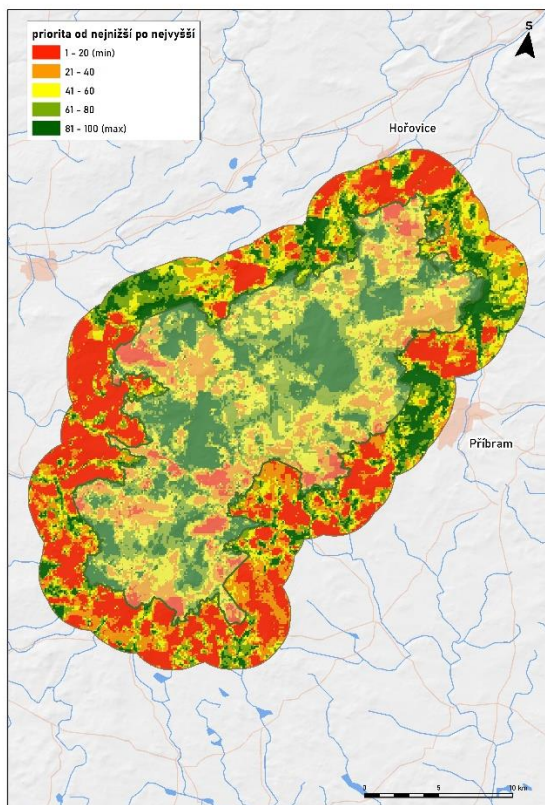 priorita od nejnižší po nejvyšší
1 - 20 (min)
21 - 40
41 - 60
61 - 80
81 - 100 (max)
S
Hořovice
Příbram
0 5 10 km